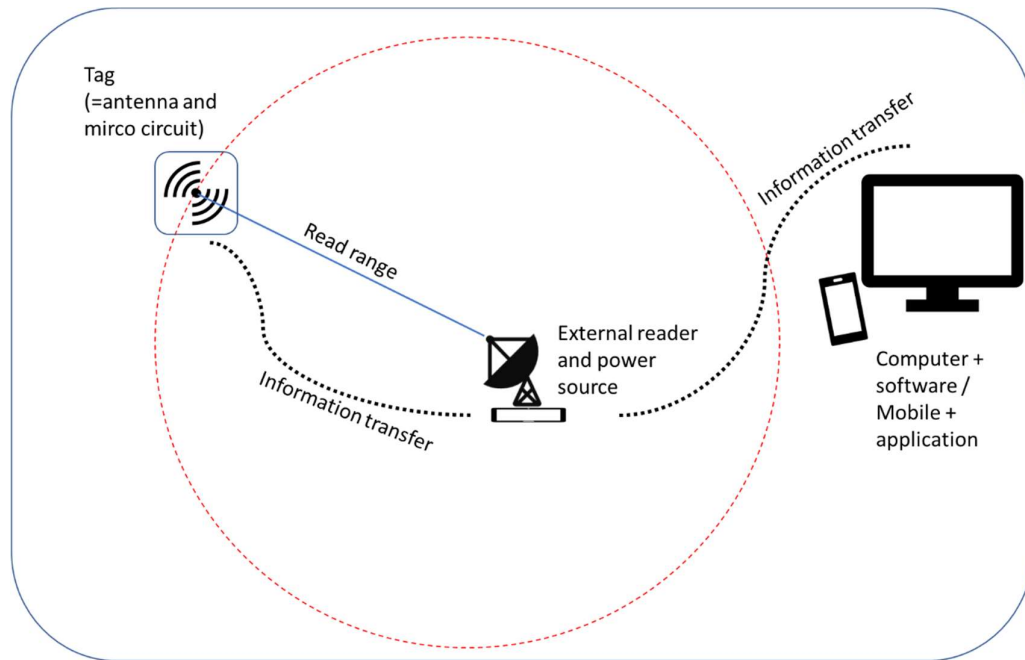 Tag
(=antenna and
mirco circuit)
Read range
Information transfer
External reader
and power
source
Information transfer
Computer +
software /
Mobile +
application